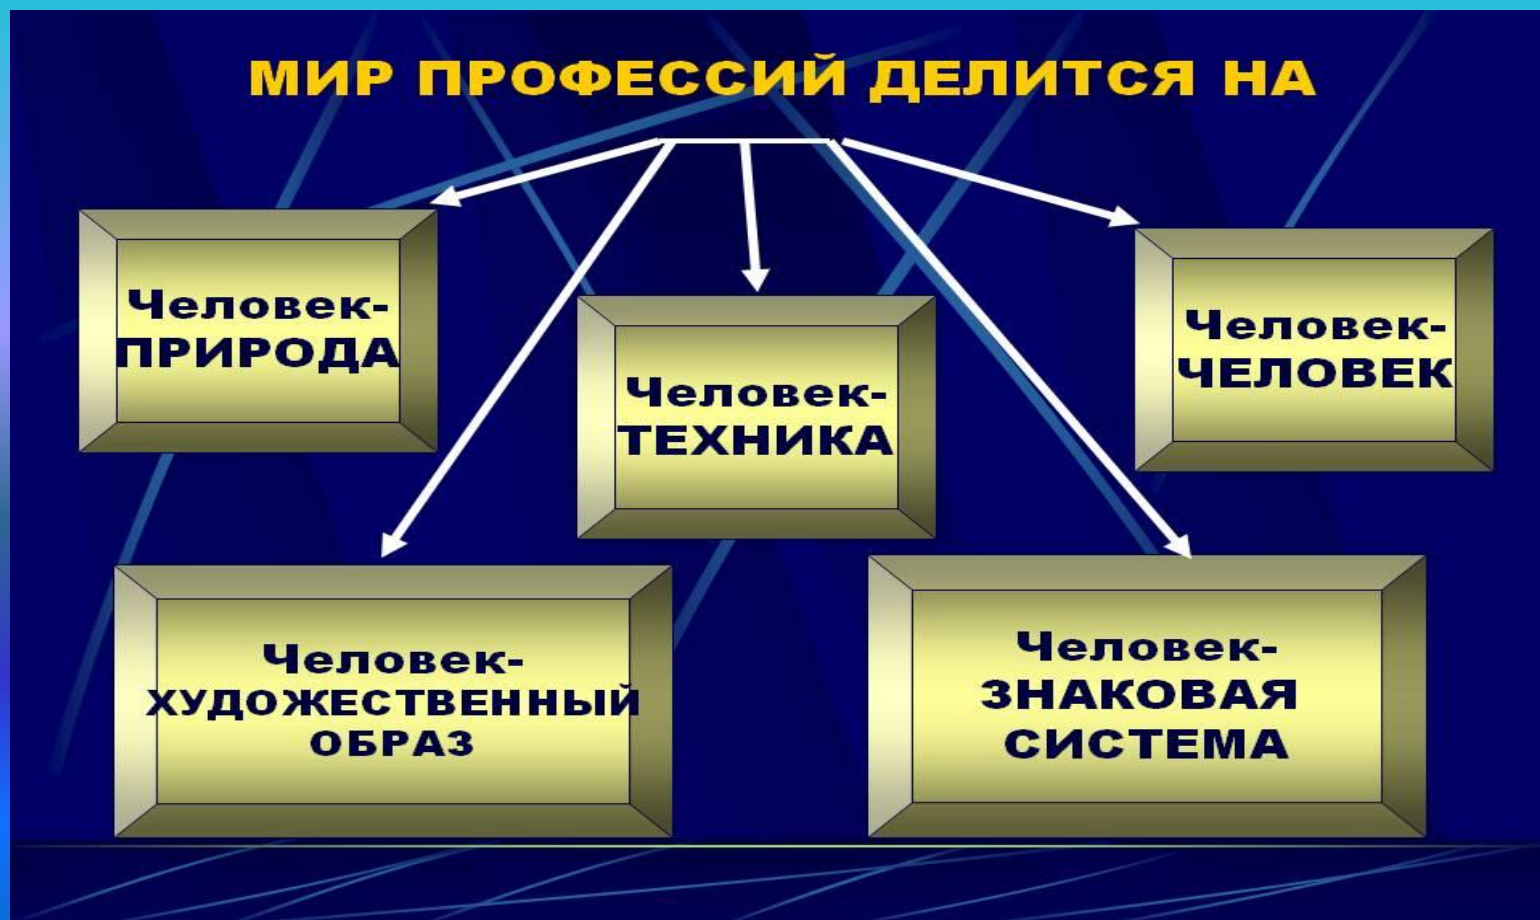 МИР ПРОФЕССИЙ ДЕЛИТСЯ НА
Человек-
ПРИРОДА
Человек-
ТЕХНИКА
Человек-
ЧЕЛОВЕК
Человек-
ХУДОЖЕСТВЕННЫЙ
ОБРАЗ
Человек-
ЗНАКОВАЯ
СИСТЕМА